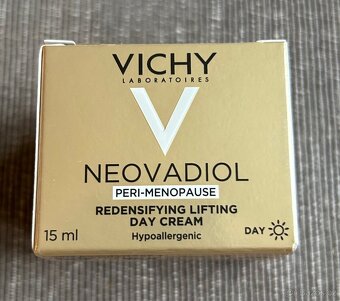 VICHY
LABORATOIRES
NEOVADIOL
PERI-MENOPAUSE
REDENSIFYING LIFTING
DAY CREAM
15 ml
Hypoallergenic
DAY